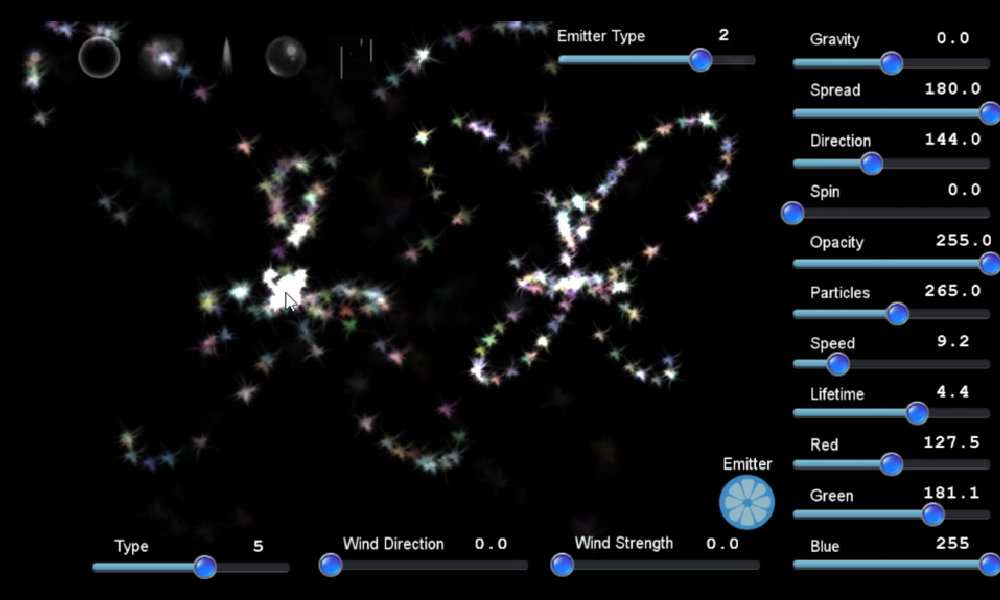 Emitter Type 2
Gravity 0.0
Spread 180.0
Direction 144.0
Spin 0.0
Opacity 255.0
Particles 265.0
Speed 9.2
Lifetime 4.4
Red 127.5
Emitter
Green 181.1
Type 5
Wind Direction 0.0
Wind Strength 0.0
Blue 255